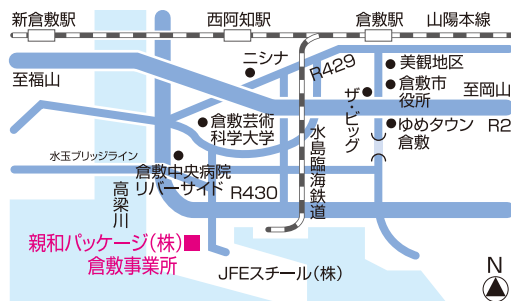 新倉敷駅
西阿知駅
倉敷駅
山陽本線
ニシナ
R429
美観地区
至福山
倉敷市
役所
至岡山
ザ・ビッグ
倉敷芸術
科学大学
ゆめタウン
倉敷
R2
水島臨海鉄道
水玉ブリッジライン
倉敷中央病院
リバーサイド
高梁川
R430
親和パッケージ(株)
倉敷事業所
JFEスチール(株)
N